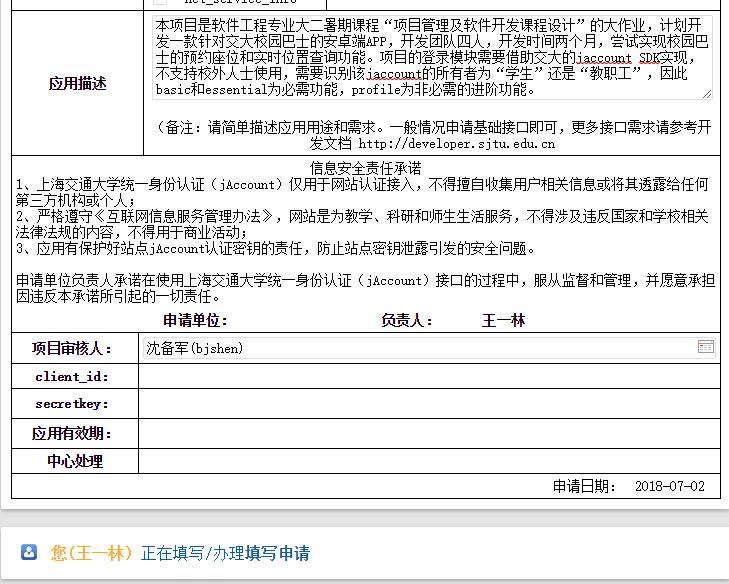 本项目是软件工程专业大二暑期课程“项目管理及软件开发课程设计”的大作业，计划开
发一款针对交大校园巴士的安卓端APP，开发团队四人，开发时间两个月，尝试实现校园巴
士的预约座位和实时位置查询功能。项目的登录模块需要借助交大的jaccount SDK实现，
不支持校外人士使用，需要识别该jaccount的所有者为“学生”还是“教职工”，因此
basic和essential为必需功能，profile为非必需的进阶功能。
应用描述
（备注：请简单描述应用用途和需求。一般情况申请基础接口即可，更多接口需求请参考开
发文档 http://developer.sjtu.edu.cn
信息安全责任承诺
1、上海交通大学统一身份认证（jAccount）仅用于网站认证接入，不得擅自收集用户相关信息或将其透露给任何
第三方机构或个人；
2、严格遵守《互联网信息服务管理办法》，网站是为教学、科研和师生生活服务，不得涉及违反国家和学校相关
法律法规的内容，不得用于商业活动；
3、应用有保护好站点jAccount认证密钥的责任，防止站点密钥泄露引发的安全问题。
申请单位负责人承诺在使用上海交通大学统一身份认证（jAccount）接口的过程中，服从监督和管理，并愿意承担
因违反本承诺所引起的一切责任。
申请单位： 负责人： 王一林
项目审核人： 沈备军(bjshen)
client_id:
secretkey:
应用有效期：
中心处理
申请日期： 2018-07-02
您(王一林) 正在填写/办理填写申请